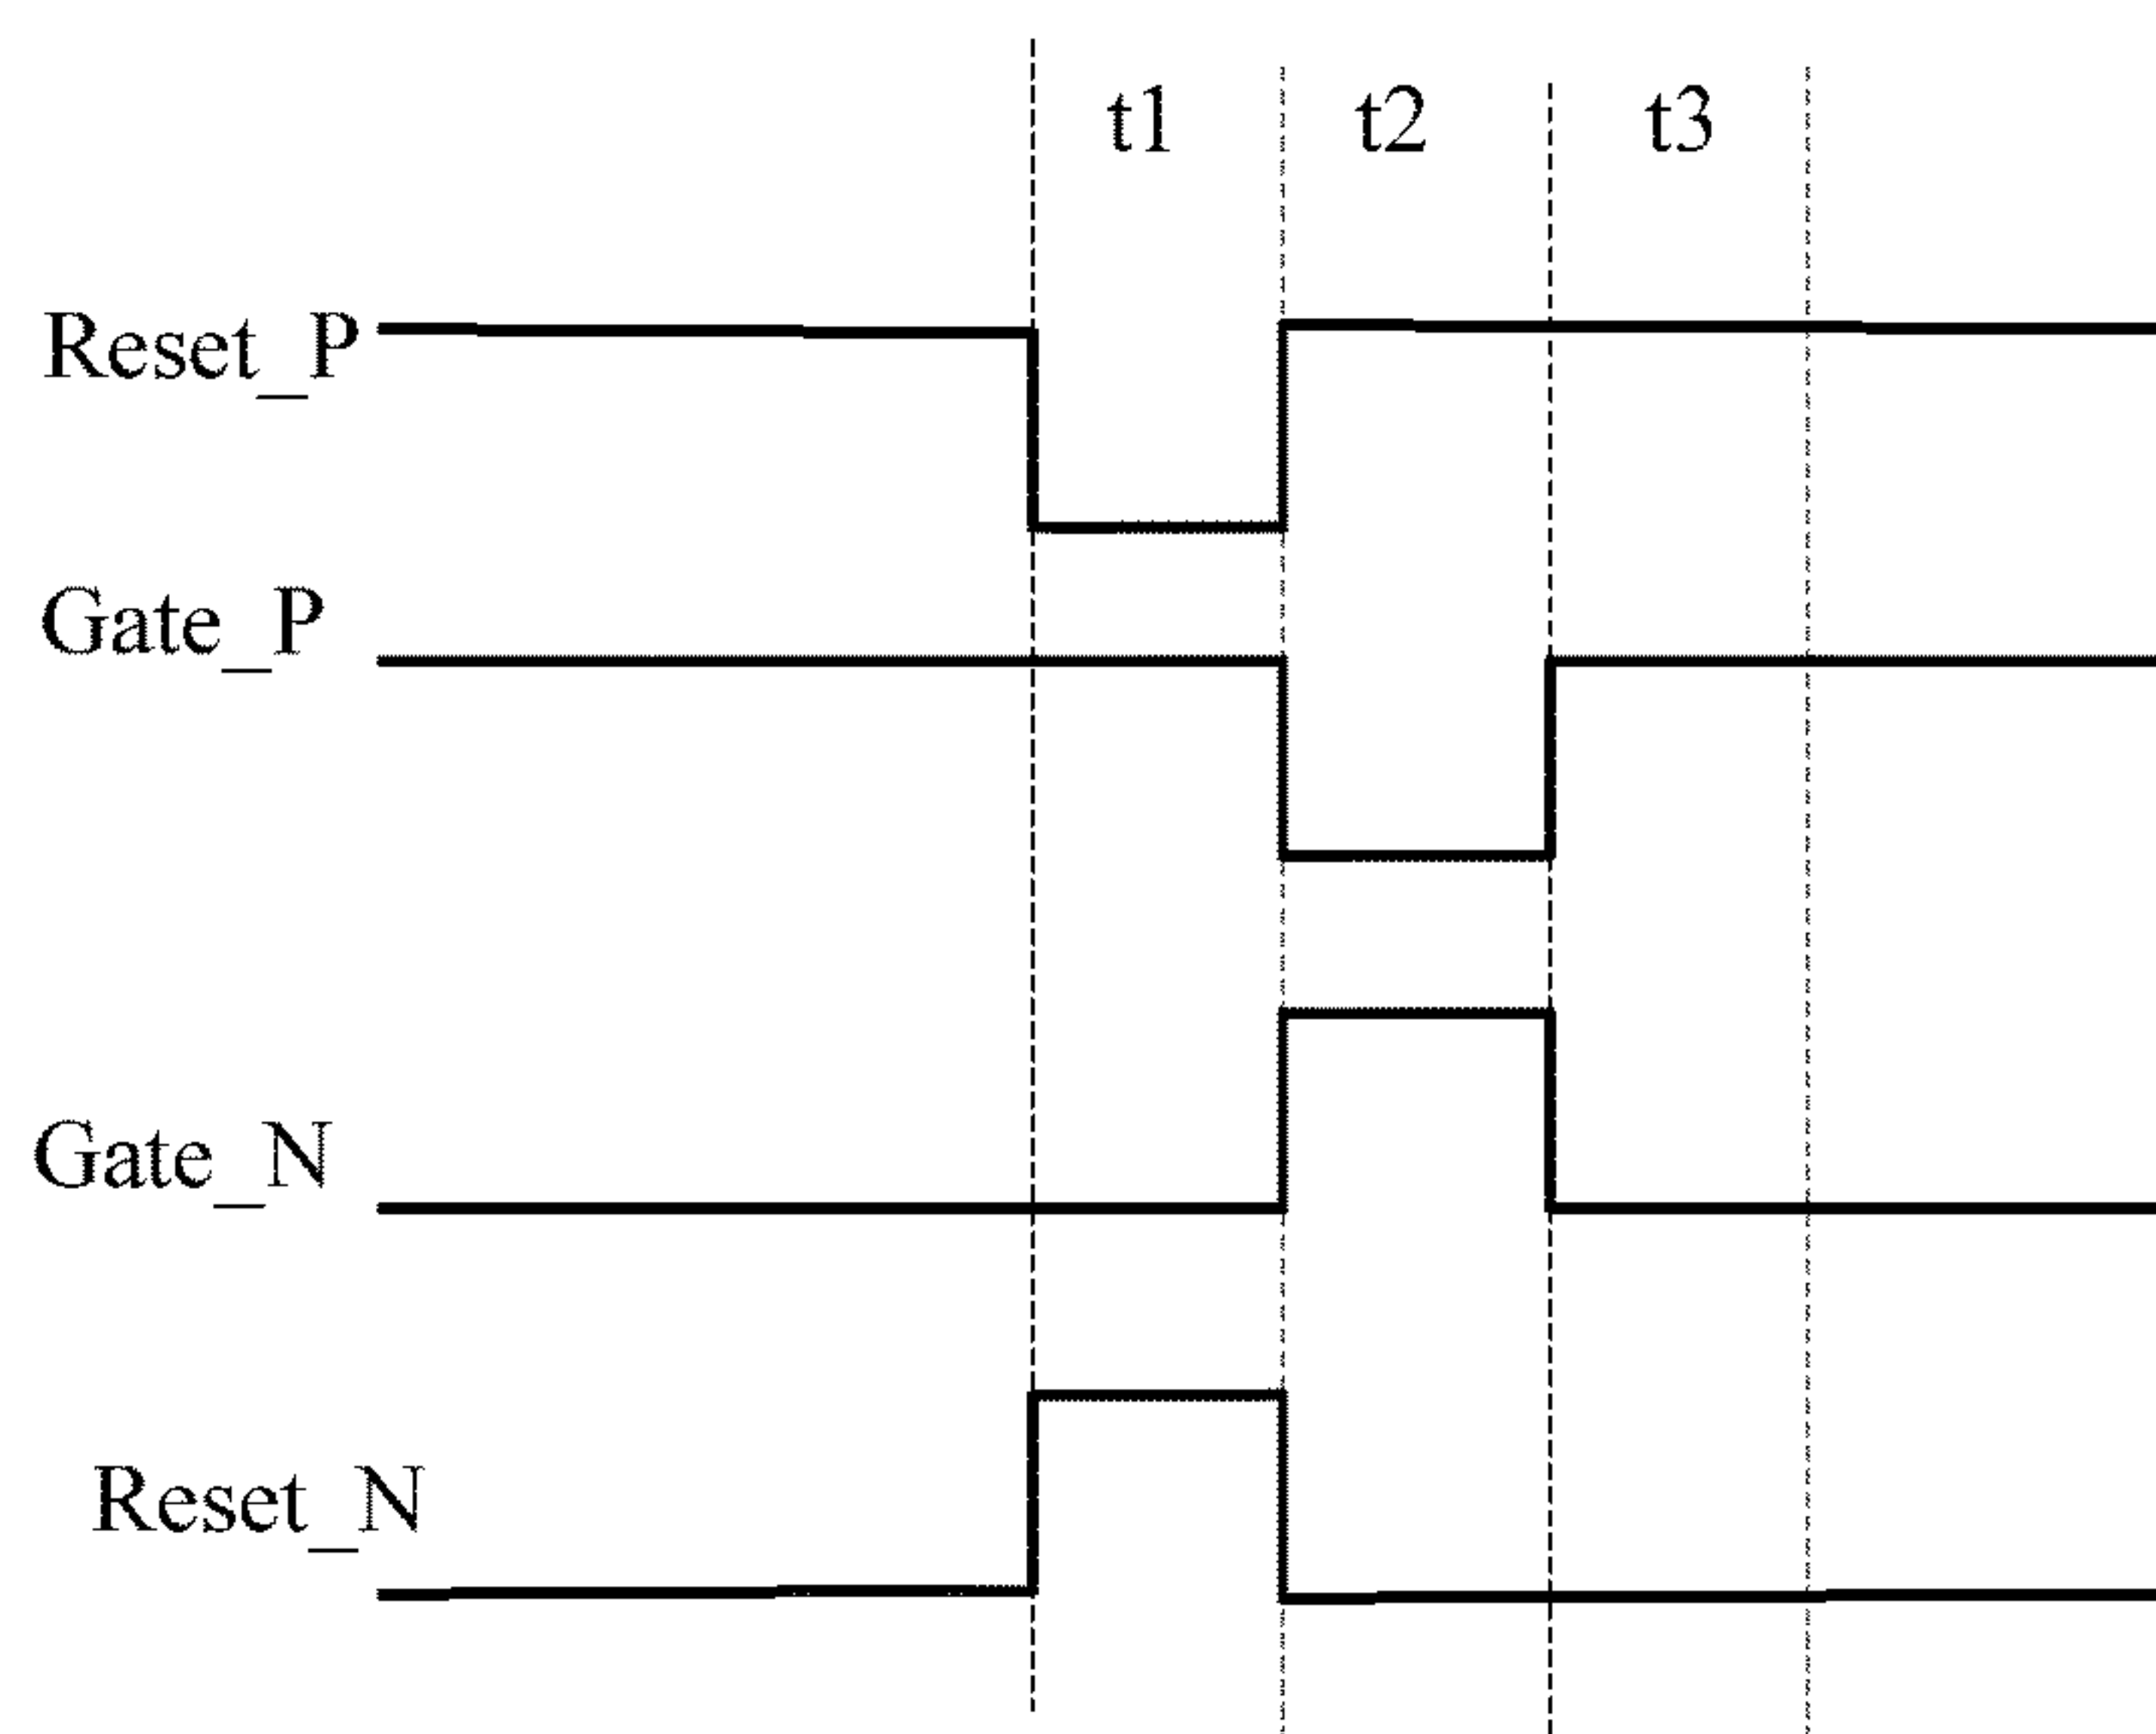 t1 t2 t3
Reset_P
Gate_P
Gate_N
Reset_N